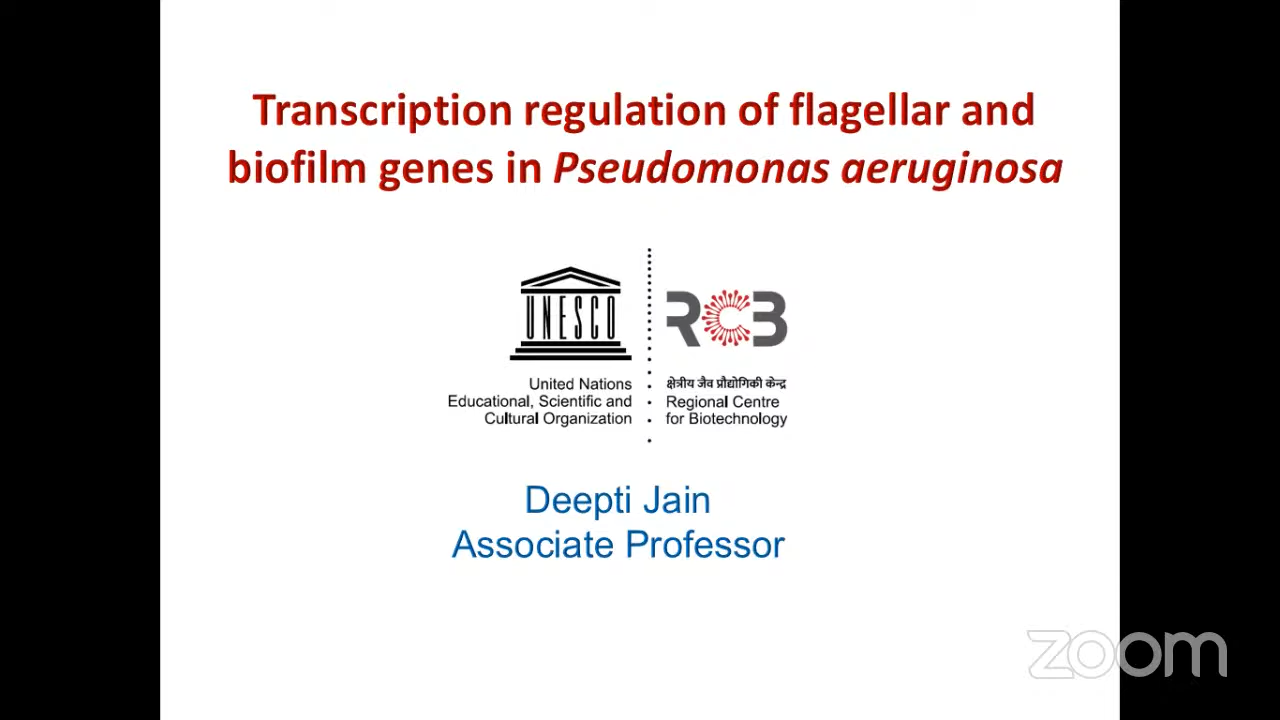 Transcription regulation of flagellar and
biofilm genes in Pseudomonas aeruginosa
UNESCO
United Nations
Educational, Scientific and
Cultural Organization
RCB
क्षेत्रीय जैव प्रौद्योगिकी केन्द्र
Regional Centre
for Biotechnology
Deepti Jain
Associate Professor
zoom